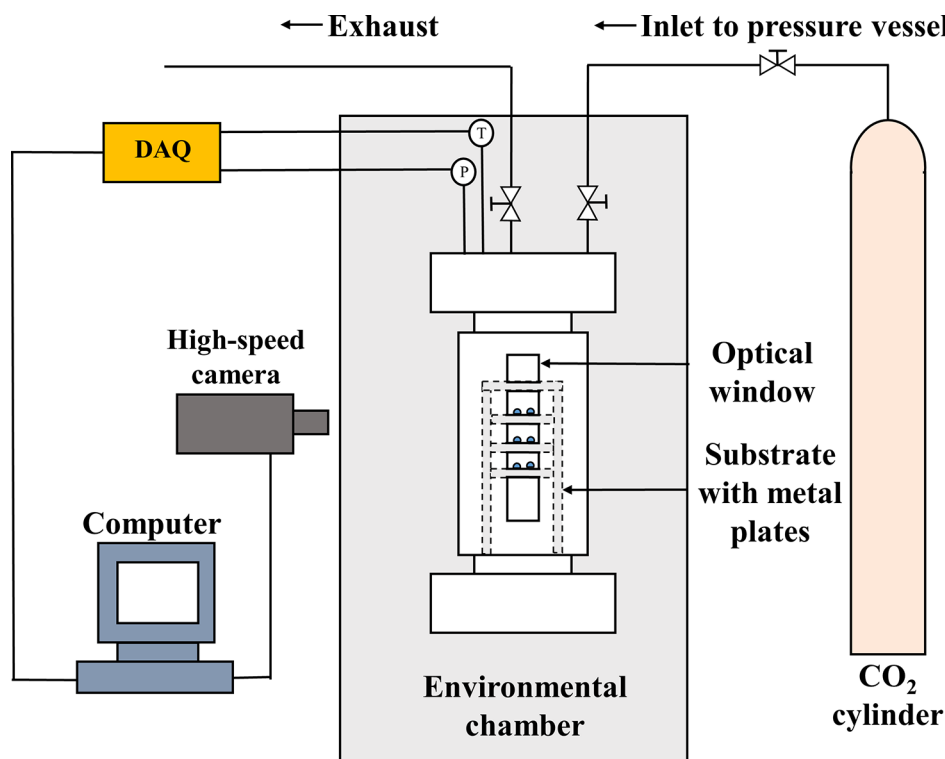 Exhaust
Inlet to pressure vessel
T
DAQ
P
High-speed
camera
Optical
window
Substrate
with metal
plates
Computer
Environmental
chamber
CO₂
cylinder